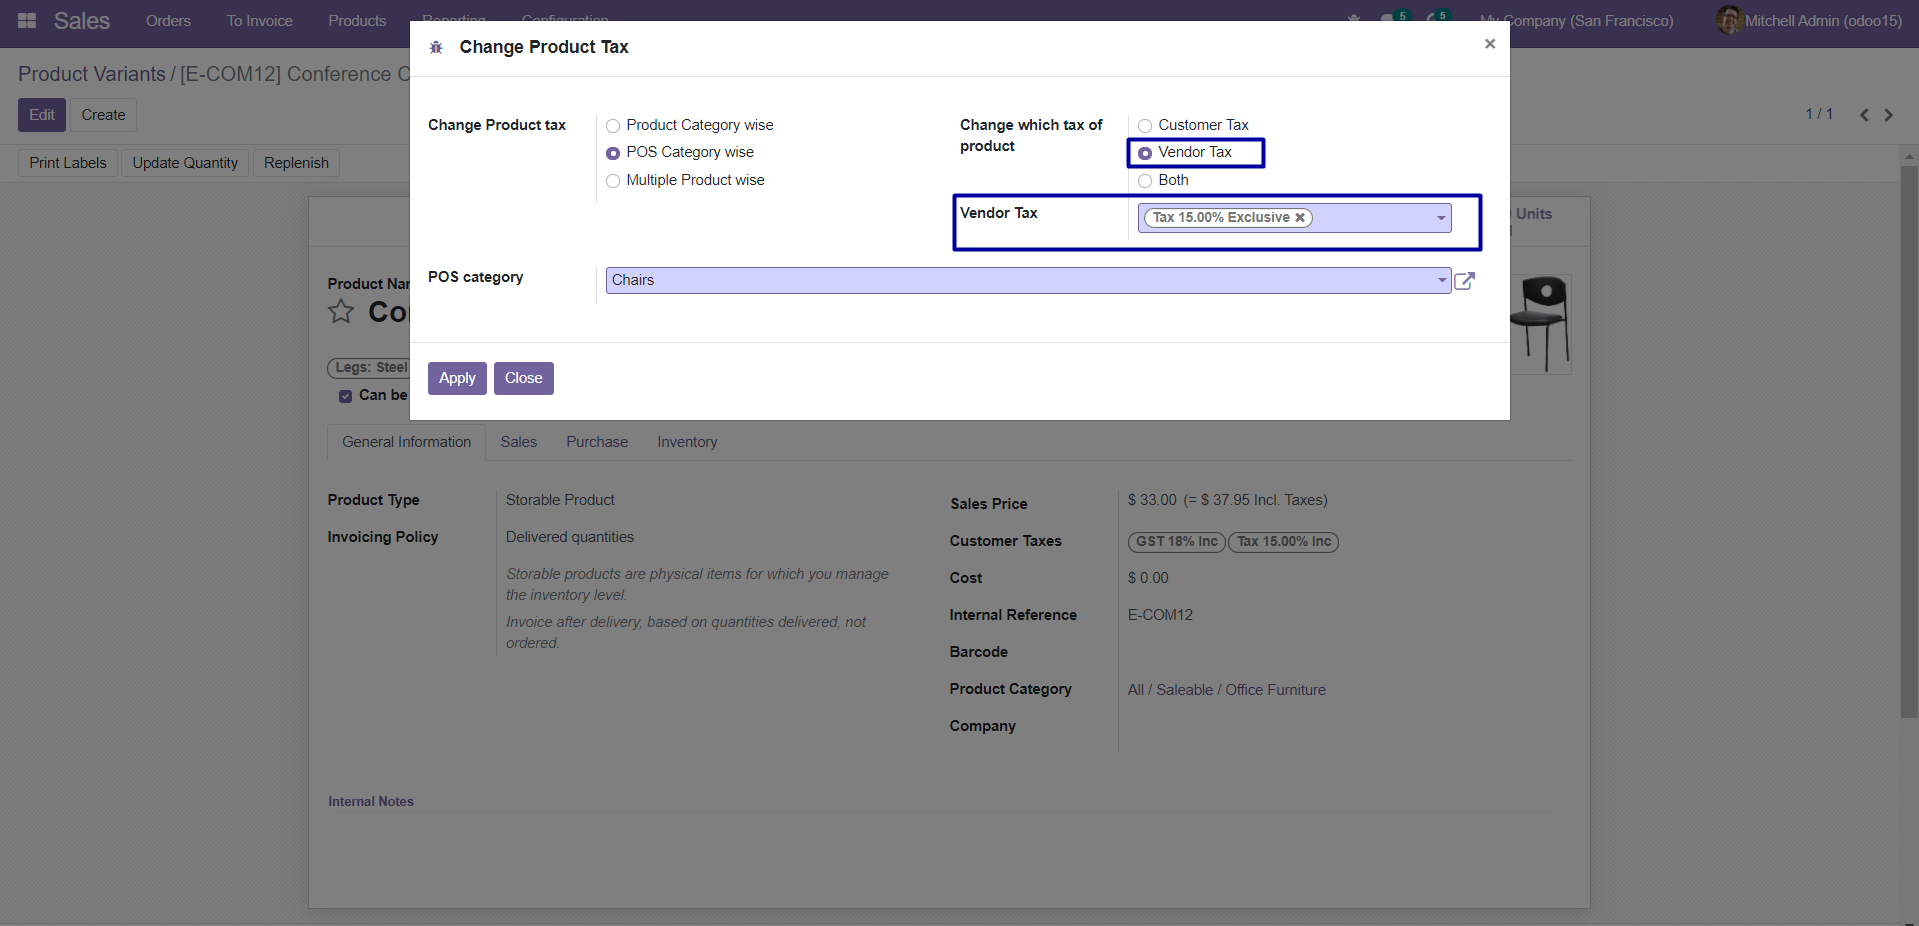 Sales Orders To Invoice Products Reporting Configuration 5 5 My Company (San Francisco) Mitchell Admin (odoo15)
Change Product Tax ×
Product Variants / [E-COM12] Conference C
Edit Create 1 / 1
Print Labels Update Quantity Replenish
Change Product tax
Product Category wise
POS Category wise
Multiple Product wise
Change which tax of
product
Customer Tax
Vendor Tax
Both
Vendor Tax Tax 15.00% Exclusive ✖
POS category Chairs
Apply Close
Units
Product Nar
Cor
Legs: Steel
Can be
General Information Sales Purchase Inventory
Product Type Storable Product
Invoicing Policy Delivered quantities
Storable products are physical items for which you manage
the inventory level.
Invoice after delivery, based on quantities delivered, not
ordered.
Sales Price $ 33.00 (= $ 37.95 Incl. Taxes)
Customer Taxes GST 18% Inc Tax 15.00% Inc
Cost $ 0.00
Internal Reference E-COM12
Barcode
Product Category All / Saleable / Office Furniture
Company
Internal Notes